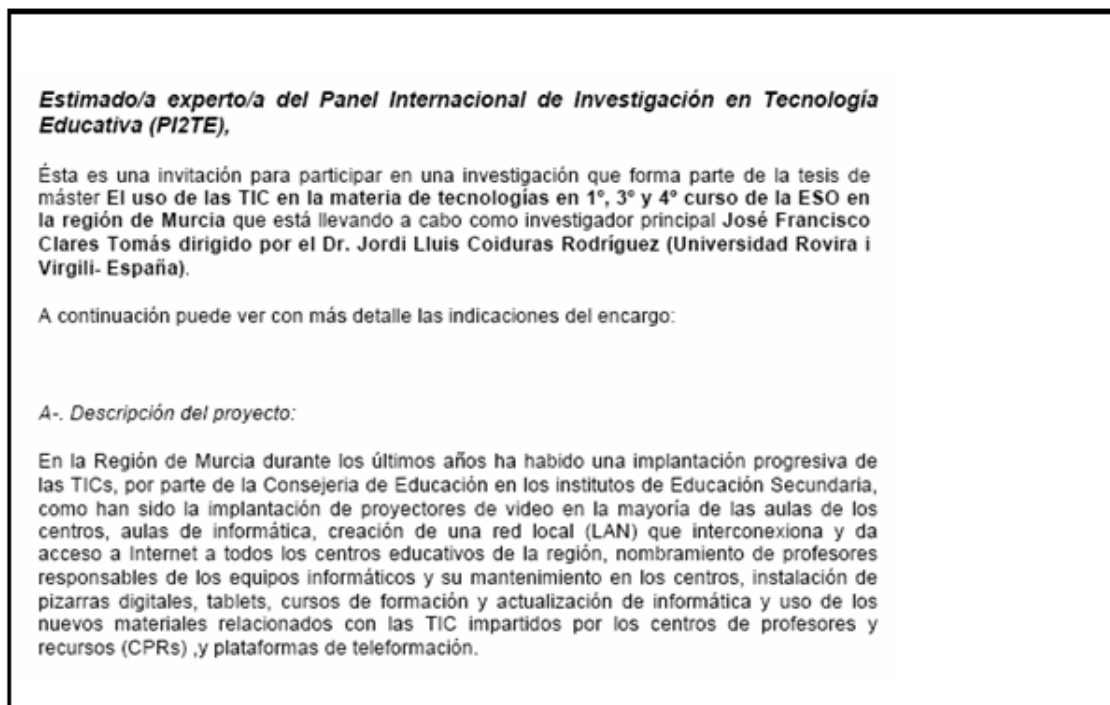 Estimado/a experto/a del Panel Internacional de Investigación en Tecnología
Educativa (PI2TE),
Ésta es una invitación para participar en una investigación que forma parte de la tesis de
máster El uso de las TIC en la materia de tecnologías en 1º, 3º y 4º curso de la ESO en
la región de Murcia que está llevando a cabo como investigador principal José Francisco
Clares Tomás dirigido por el Dr. Jordi Lluis Coiduras Rodríguez (Universidad Rovira i
Virgili- España).
A continuación puede ver con más detalle las indicaciones del encargo:
A-. Descripción del proyecto:
En la Región de Murcia durante los últimos años ha habido una implantación progresiva de
las TICs, por parte de la Consejeria de Educación en los institutos de Educación Secundaria,
como han sido la implantación de proyectores de video en la mayoría de las aulas de los
centros, aulas de informática, creación de una red local (LAN) que interconexiona y da
acceso a Internet a todos los centros educativos de la región, nombramiento de profesores
responsables de los equipos informáticos y su mantenimiento en los centros, instalación de
pizarras digitales, tablets, cursos de formación y actualización de informática y uso de los
nuevos materiales relacionados con las TIC impartidos por los centros de profesores y
recursos (CPRs) ,y plataformas de teleformación.